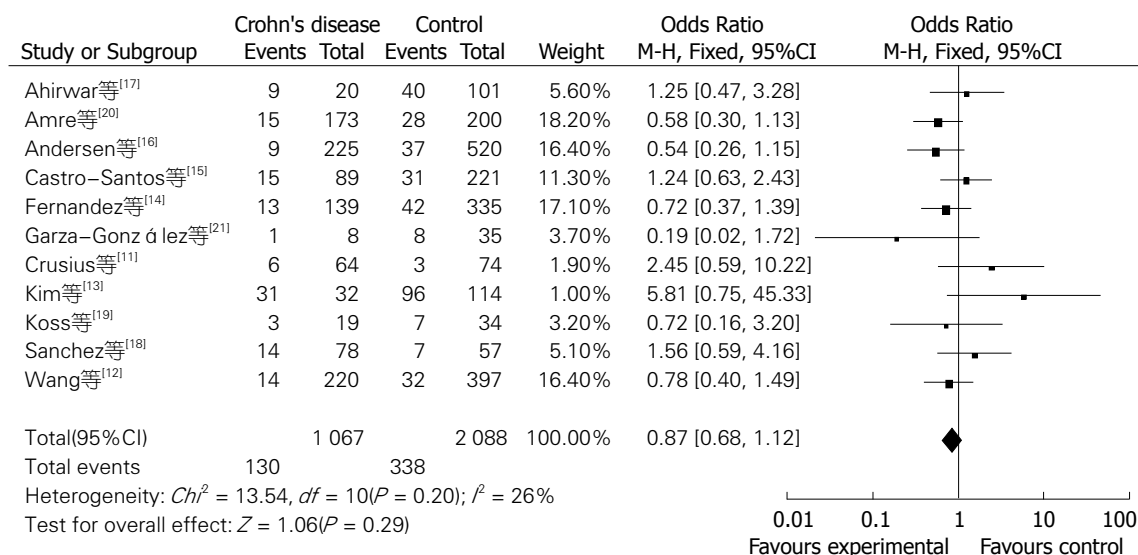 Crohn's disease Control Odds Ratio Odds Ratio
Study or Subgroup Events Total Events Total Weight M-H, Fixed, 95%CI M-H, Fixed, 95%CI
Ahirwar等[17] 9 20 40 101 5.60% 1.25 [0.47, 3.28]
Amre等[20] 15 173 28 200 18.20% 0.58 [0.30, 1.13]
Andersen等[16] 9 225 37 520 16.40% 0.54 [0.26, 1.15]
Castro-Santos等[15] 15 89 31 221 11.30% 1.24 [0.63, 2.43]
Fernandez等[14] 13 139 42 335 17.10% 0.72 [0.37, 1.39]
Garza-Gonz á lez等[21] 1 8 8 35 3.70% 0.19 [0.02, 1.72]
Crusius等[11] 6 64 3 74 1.90% 2.45 [0.59, 10.22]
Kim等[13] 31 32 96 114 1.00% 5.81 [0.75, 45.33]
Koss等[19] 3 19 7 34 3.20% 0.72 [0.16, 3.20]
Sanchez等[18] 14 78 7 57 5.10% 1.56 [0.59, 4.16]
Wang等[12] 14 220 32 397 16.40% 0.78 [0.40, 1.49]
Total(95%CI) 1 067 2 088 100.00% 0.87 [0.68, 1.12]
Total events 130 338
Heterogeneity: Chi² = 13.54, df = 10(P = 0.20); I² = 26%
Test for overall effect: Z = 1.06(P = 0.29)
0.01 0.1 1 10 100
Favours experimental Favours control